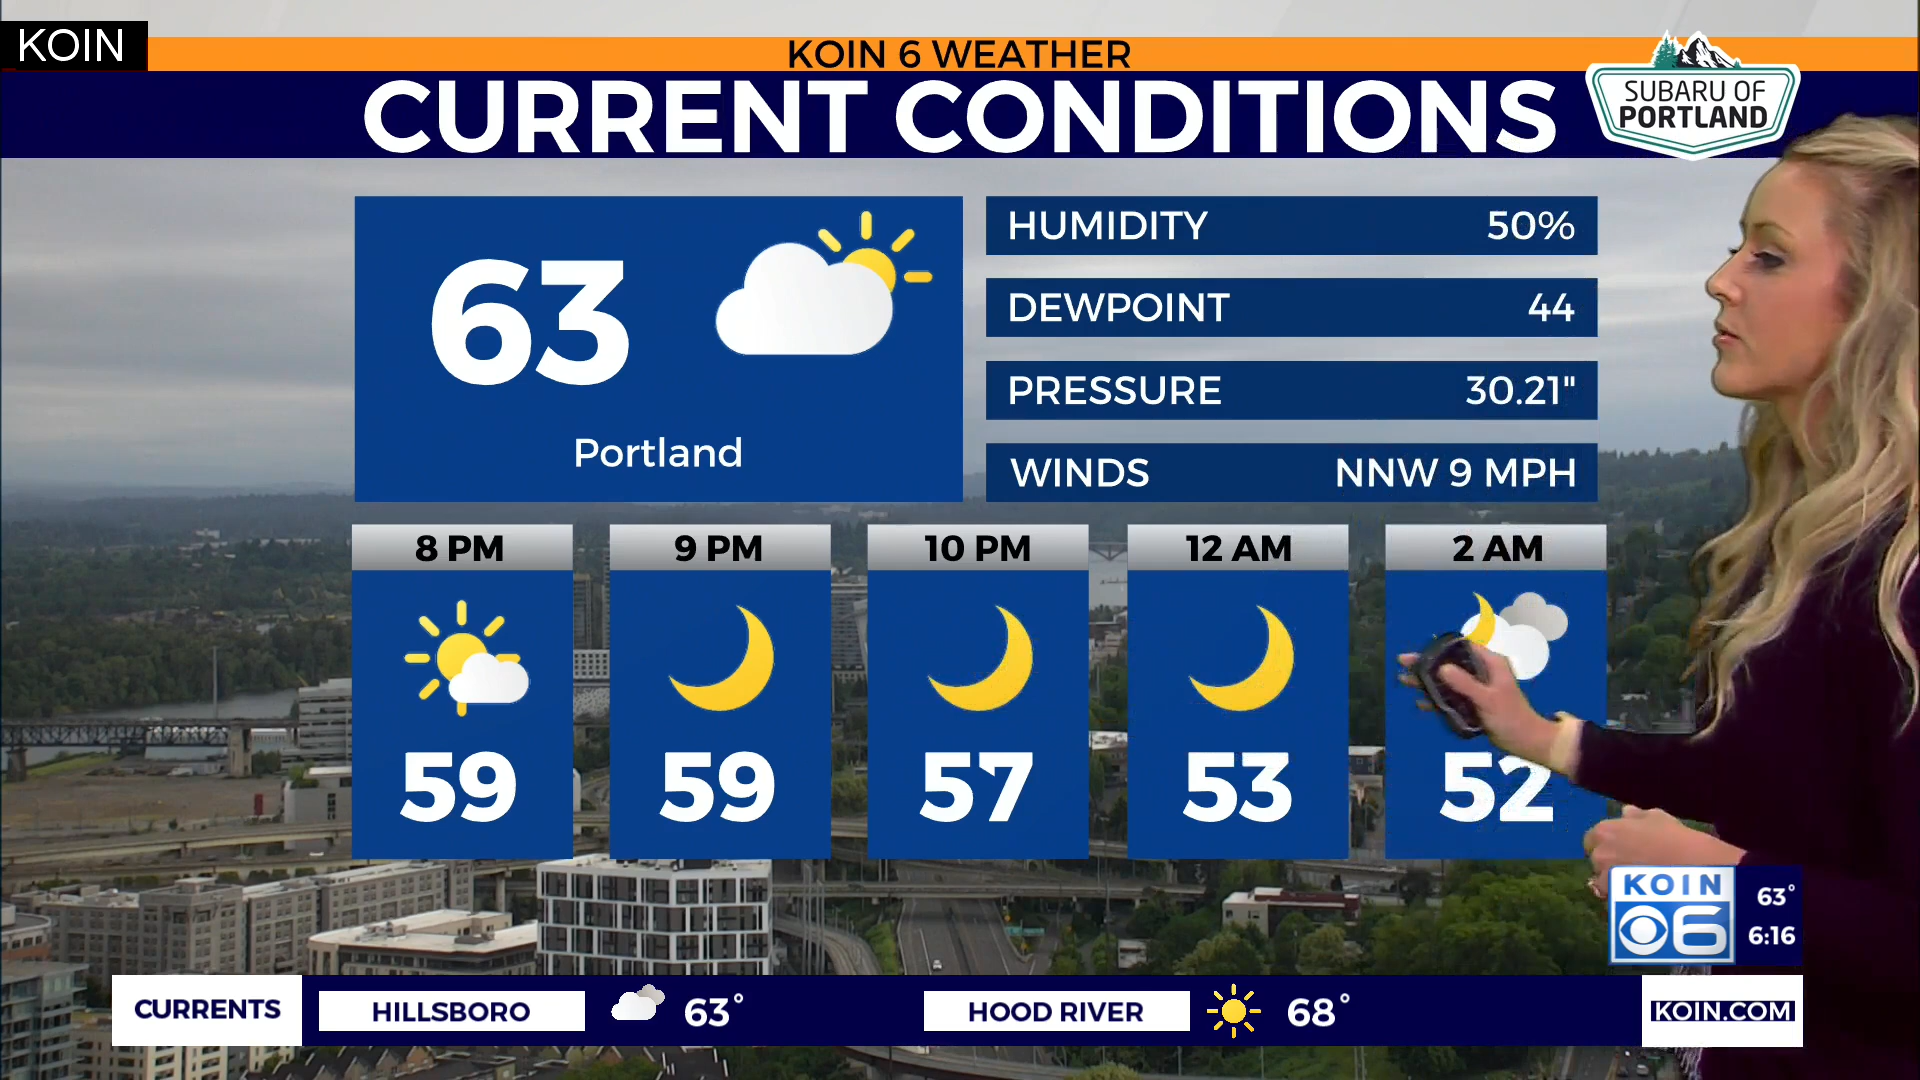 KOIN
KOIN 6 WEATHER
CURRENT CONDITIONS
SUBARU OF
PORTLAND
63
Portland
HUMIDITY 50%
DEWPOINT 44
PRESSURE 30.21"
WINDS NNW 9 MPH
8 PM 9 PM 10 PM 12 AM 2 AM
59 59 57 53 52
KOIN
6
63°
6:16
CURRENTS HILLSBORO 63° HOOD RIVER 68° KOIN.COM